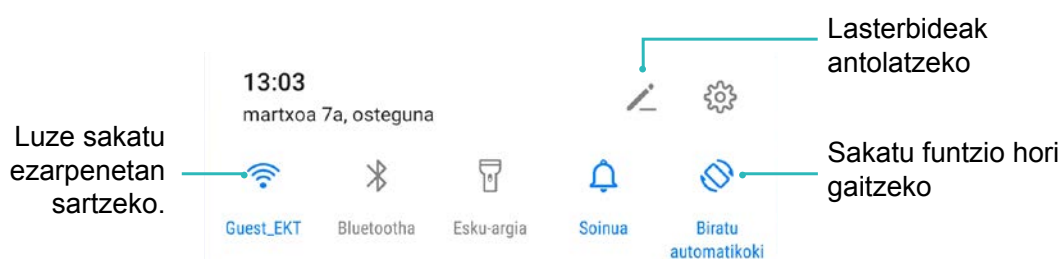 Lasterbideak
antolatzeko
13:03
martxoa 7a, osteguna
Luze sakatu
ezarpenetan
sartzeko.
Sakatu funtzio hori
gaitzeko
Guest_EKT
Bluetootha
Esku-argia
Soinua
Biratu
automatikoki